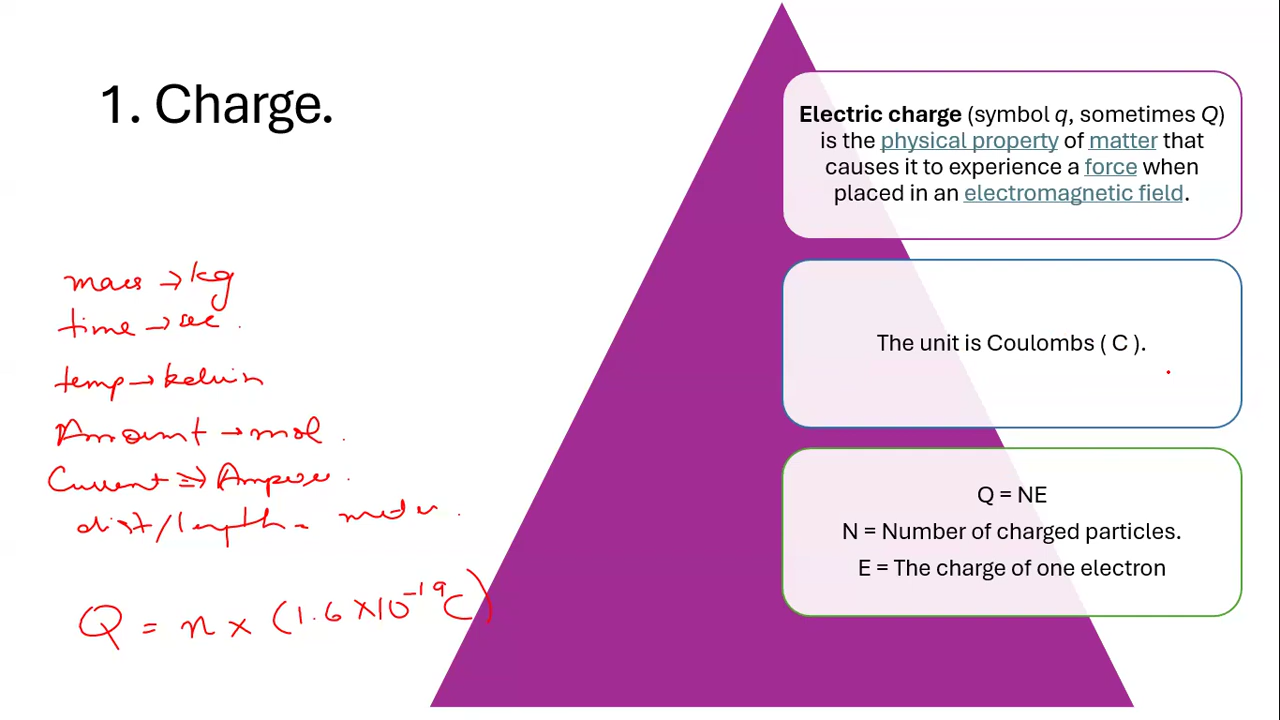 1. Charge.
Electric charge (symbol q, sometimes Q)
is the physical property of matter that
causes it to experience a force when
placed in an electromagnetic field.
The unit is Coulombs ( C ).
Q = NE
N = Number of charged particles.
E = The charge of one electron
mass → kg
time → sec.
temp → kelvin
Amount → mol.
Current ⇒ Ampere.
dist/length = meter.
Q = n × (1.6 × 10⁻¹⁹ C)